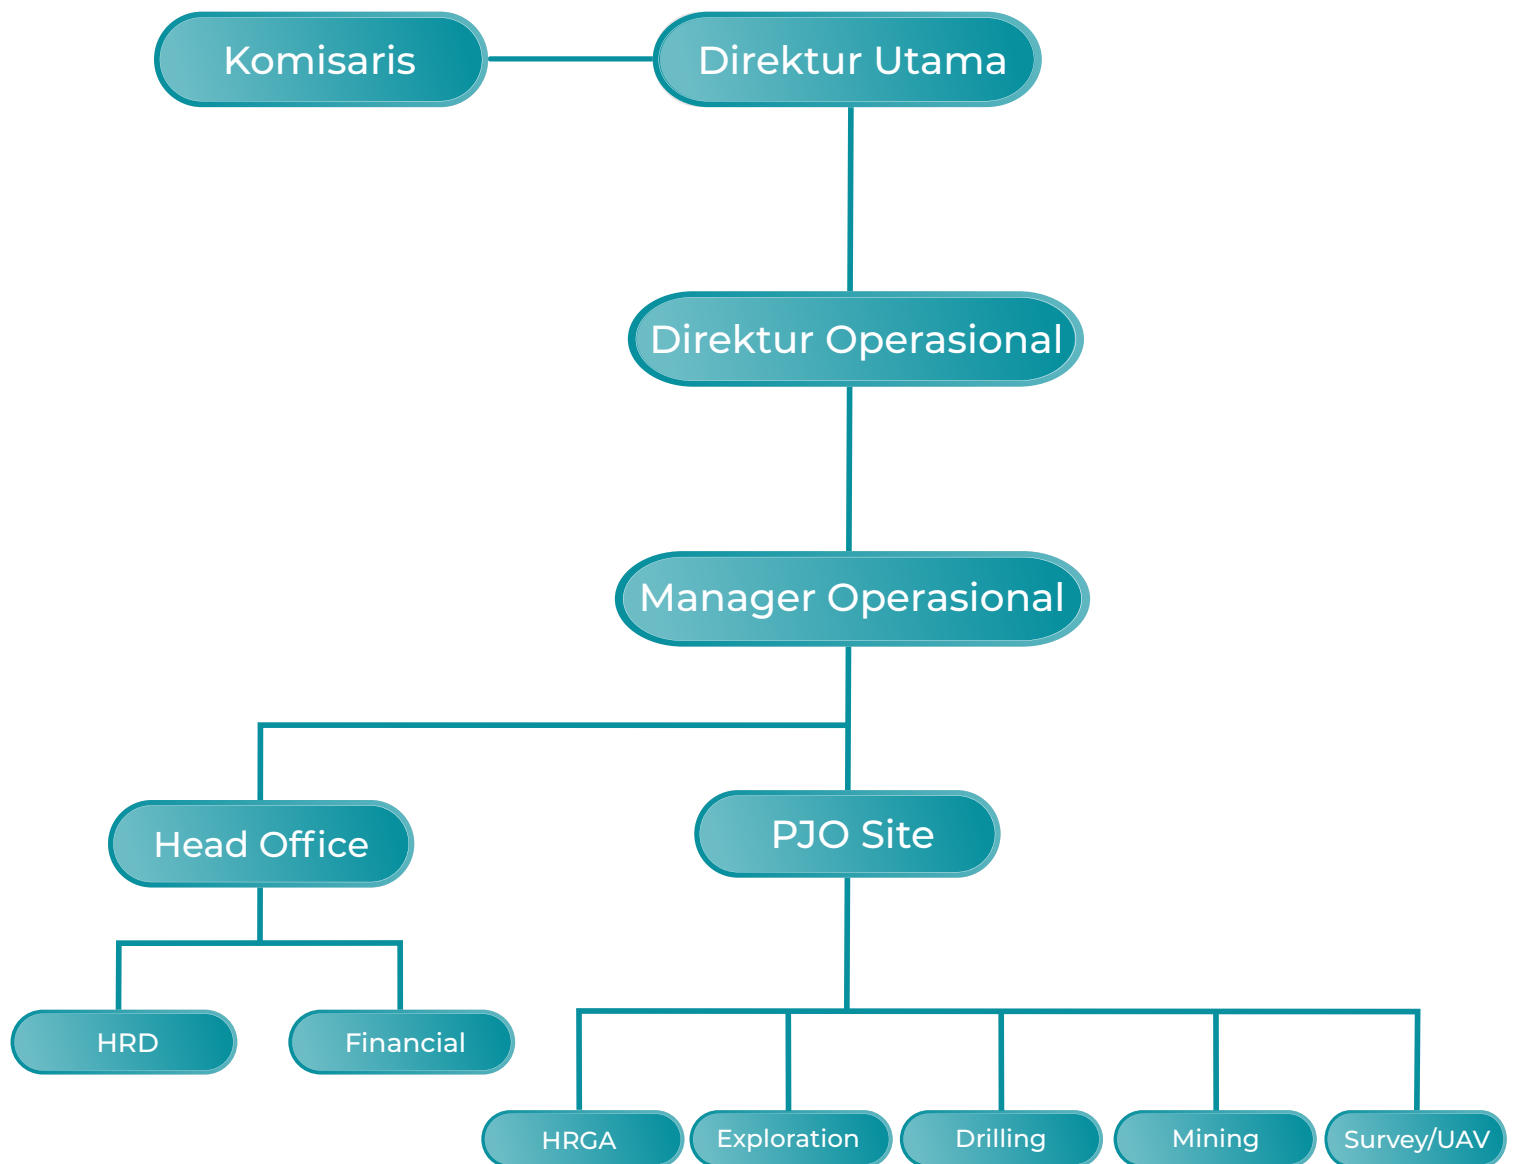 Komisaris
Direktur Utama
Direktur Operasional
Manager Operasional
Head Office
PJO Site
HRD
Financial
HRGA
Exploration
Drilling
Mining
Survey/UAV